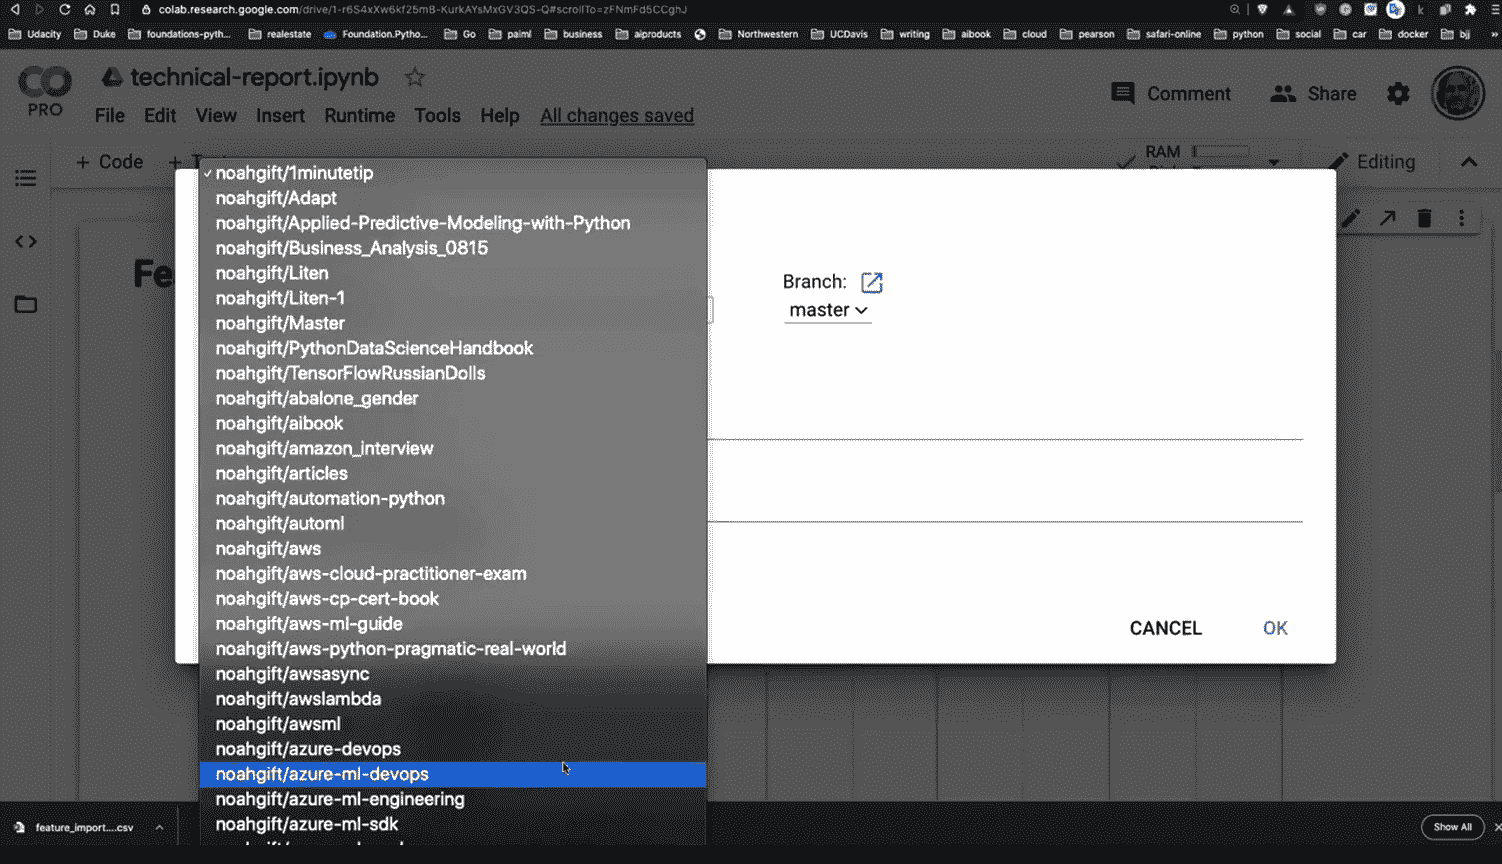 colab.research.google.com/drive/1-r6S4xXw6kf25mB-KurkAYsMxGV3QS-Q#scrollTo=zFNmFd5CCghJ
Udacity Duke foundations-pyth... realestate Foundation.Pytho... Go paiml business aiproducts Northwestern UCDavis writing aibook cloud pearson safari-online python social car docker bjj »
CO
PRO
technical-report.ipynb
File Edit View Insert Runtime Tools Help All changes saved
Comment Share
+ Code +
RAM
Editing
Fe
✓ noahgift/1minutetip
noahgift/Adapt
noahgift/Applied-Predictive-Modeling-with-Python
noahgift/Business_Analysis_0815
noahgift/Liten
noahgift/Liten-1
noahgift/Master
noahgift/PythonDataScienceHandbook
noahgift/TensorFlowRussianDolls
noahgift/abalone_gender
noahgift/aibook
noahgift/amazon_interview
noahgift/articles
noahgift/automation-python
noahgift/automl
noahgift/aws
noahgift/aws-cloud-practitioner-exam
noahgift/aws-cp-cert-book
noahgift/aws-ml-guide
noahgift/aws-python-pragmatic-real-world
noahgift/awsasync
noahgift/awslambda
noahgift/awsml
noahgift/azure-devops
noahgift/azure-ml-devops
noahgift/azure-ml-engineering
noahgift/azure-ml-sdk
Branch:
master
CANCEL OK
feature_import....csv
Show All